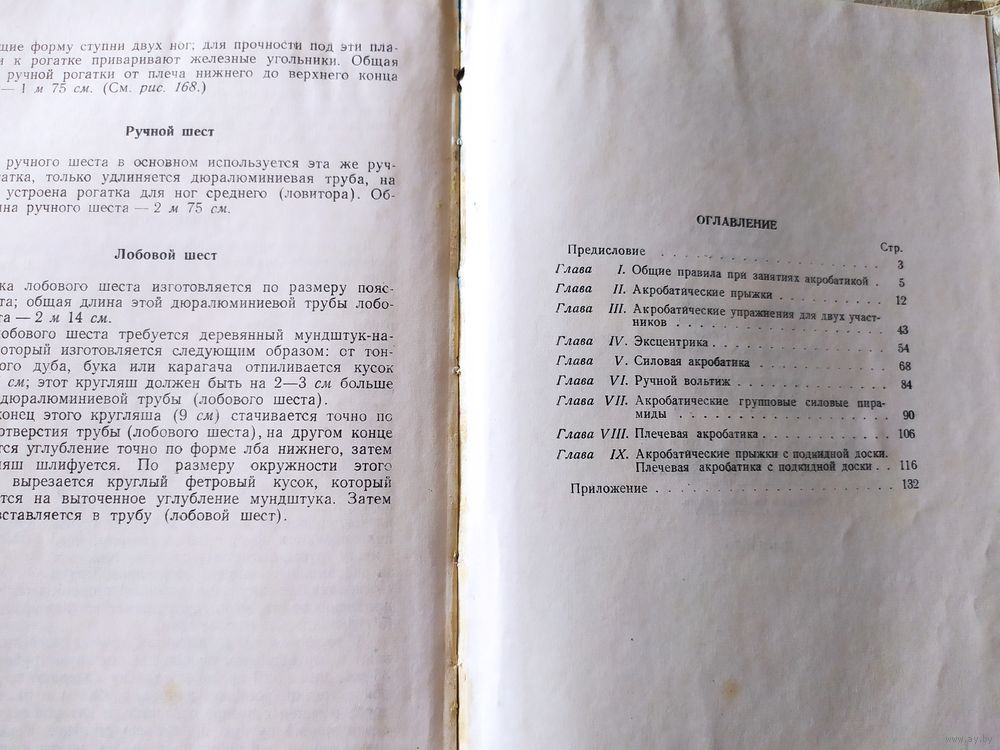 щие форму ступни двух ног; для прочности под эти пла-
к рогатке приваривают железные угольники. Общая
ручной рогатки от плеча нижнего до верхнего конца
— 1 м 75 см. (См. рис. 168.)
Ручной шест
ручного шеста в основном используется эта же руч-
атка, только удлиняется дюралюминиевая труба, на
устроена рогатка для ног среднего (ловитора). Об-
на ручного шеста — 2 м 75 см.
Лобовой шест
ка лобового шеста изготовляется по размеру пояс-
та; общая длина этой дюралюминиевой трубы лобо-
та — 2 м 14 см.
лобового шеста требуется деревянный мундштук-на-
оторый изготовляется следующим образом: от тон-
ого дуба, бука или карагача отпиливается кусок
см; этот кругляш должен быть на 2—3 см больше
дюралюминиевой трубы (лобового шеста).
конец этого кругляша (9 см) стачивается точно по
отверстия трубы (лобового шеста), на другом конце
тся углубление точно по форме лба нижнего, затем
яш шлифуется. По размеру окружности этого
вырезается круглый фетровый кусок, который
ется на выточенное углубление мундштука. Затем
вставляется в трубу (лобовой шест).
ОГЛАВЛЕНИЕ
Стр.
Предисловие . . . . . . . . . . . . . 3
Глава I. Общие правила при занятиях акробатикой . 5
Глава II. Акробатические прыжки . . . . . . . . . 12
Глава III. Акробатические упражнения для двух участ-
ников . . . . . . . . . . . . . . . 43
Глава IV. Эксцентрика . . . . . . . . . . . . . 54
Глава V. Силовая акробатика . . . . . . . . . . 68
Глава VI. Ручной вольтиж . . . . . . . . . . . . 84
Глава VII. Акробатические групповые силовые пира-
миды . . . . . . . . . . . . . . . 90
Глава VIII. Плечевая акробатика . . . . . . . . . . 106
Глава IX. Акробатические прыжки с подкидной доски.
Плечевая акробатика с подкидной доски . . 116
Приложение . . . . . . . . . . . . . . . . 132
www.ay.by